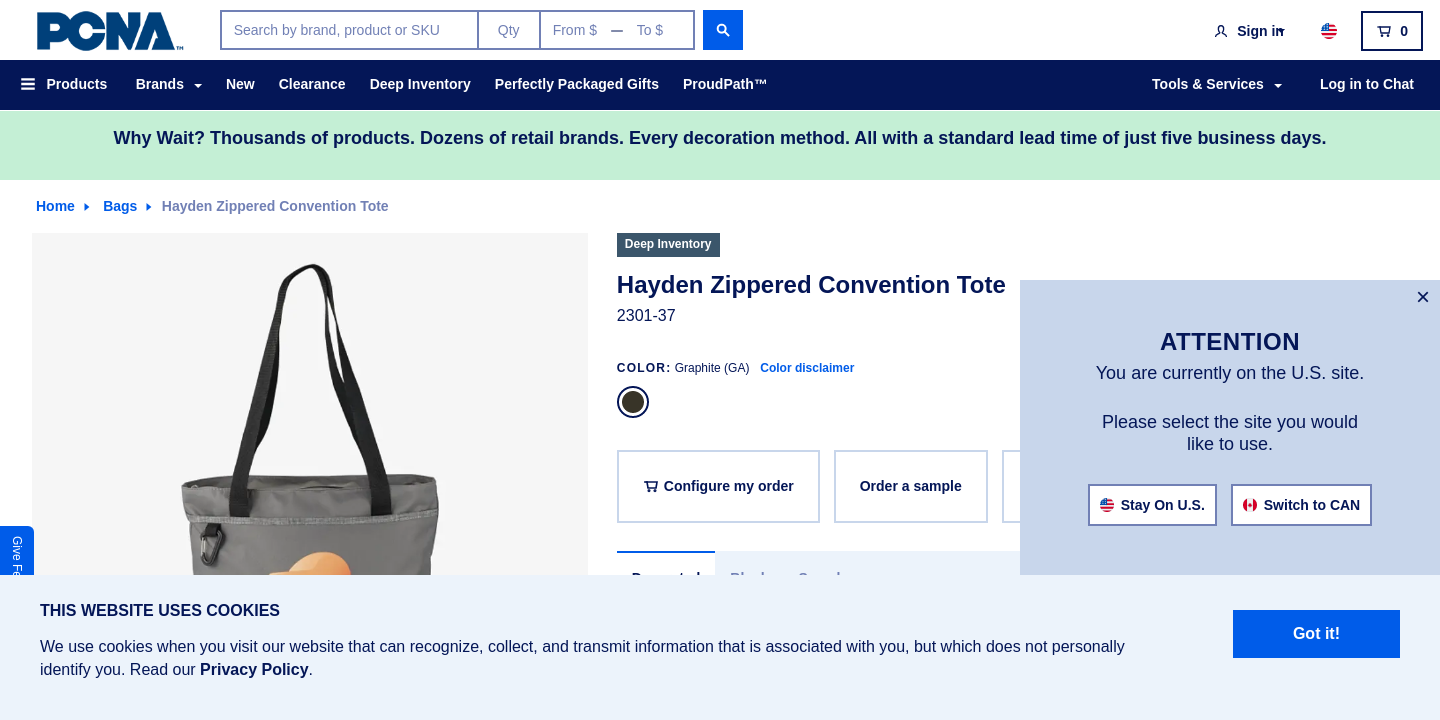 PCNA™
Search by brand, product or SKU
Qty
From $ — To $
Sign in
0
Products
Brands
New
Clearance
Deep Inventory
Perfectly Packaged Gifts
ProudPath™
Tools & Services
Log in to Chat
Why Wait? Thousands of products. Dozens of retail brands. Every decoration method. All with a standard lead time of just five business days.
Home
Bags
Hayden Zippered Convention Tote
Deep Inventory
Hayden Zippered Convention Tote
2301-37
COLOR: Graphite (GA) Color disclaimer
Configure my order
Order a sample
×
ATTENTION
You are currently on the U.S. site.
Please select the site you would
like to use.
Stay On U.S.
Switch to CAN
Give
THIS WEBSITE USES COOKIES
We use cookies when you visit our website that can recognize, collect, and transmit information that is associated with you, but which does not personally
identify you. Read our Privacy Policy.
Got it!